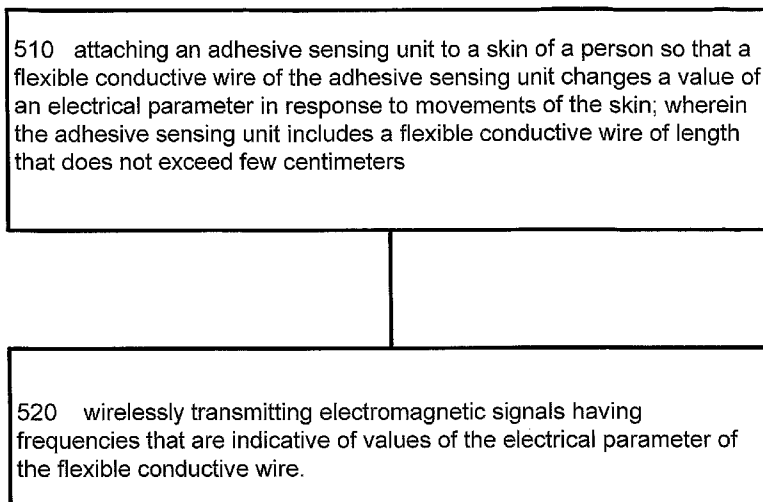 510 attaching an adhesive sensing unit to a skin of a person so that a
flexible conductive wire of the adhesive sensing unit changes a value of
an electrical parameter in response to movements of the skin; wherein
the adhesive sensing unit includes a flexible conductive wire of length
that does not exceed few centimeters
520 wirelessly transmitting electromagnetic signals having
frequencies that are indicative of values of the electrical parameter of
the flexible conductive wire.